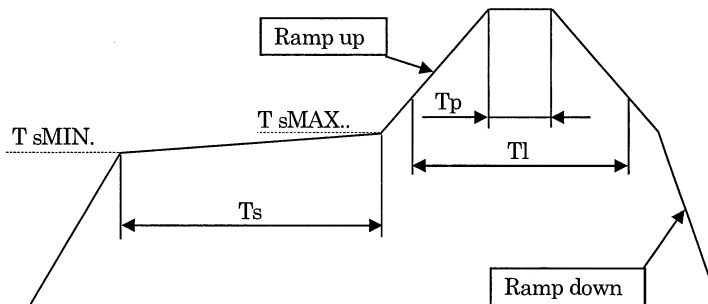 Ramp up
Tp
T sMAX..
T sMIN.
Tl
Ts
Ramp down